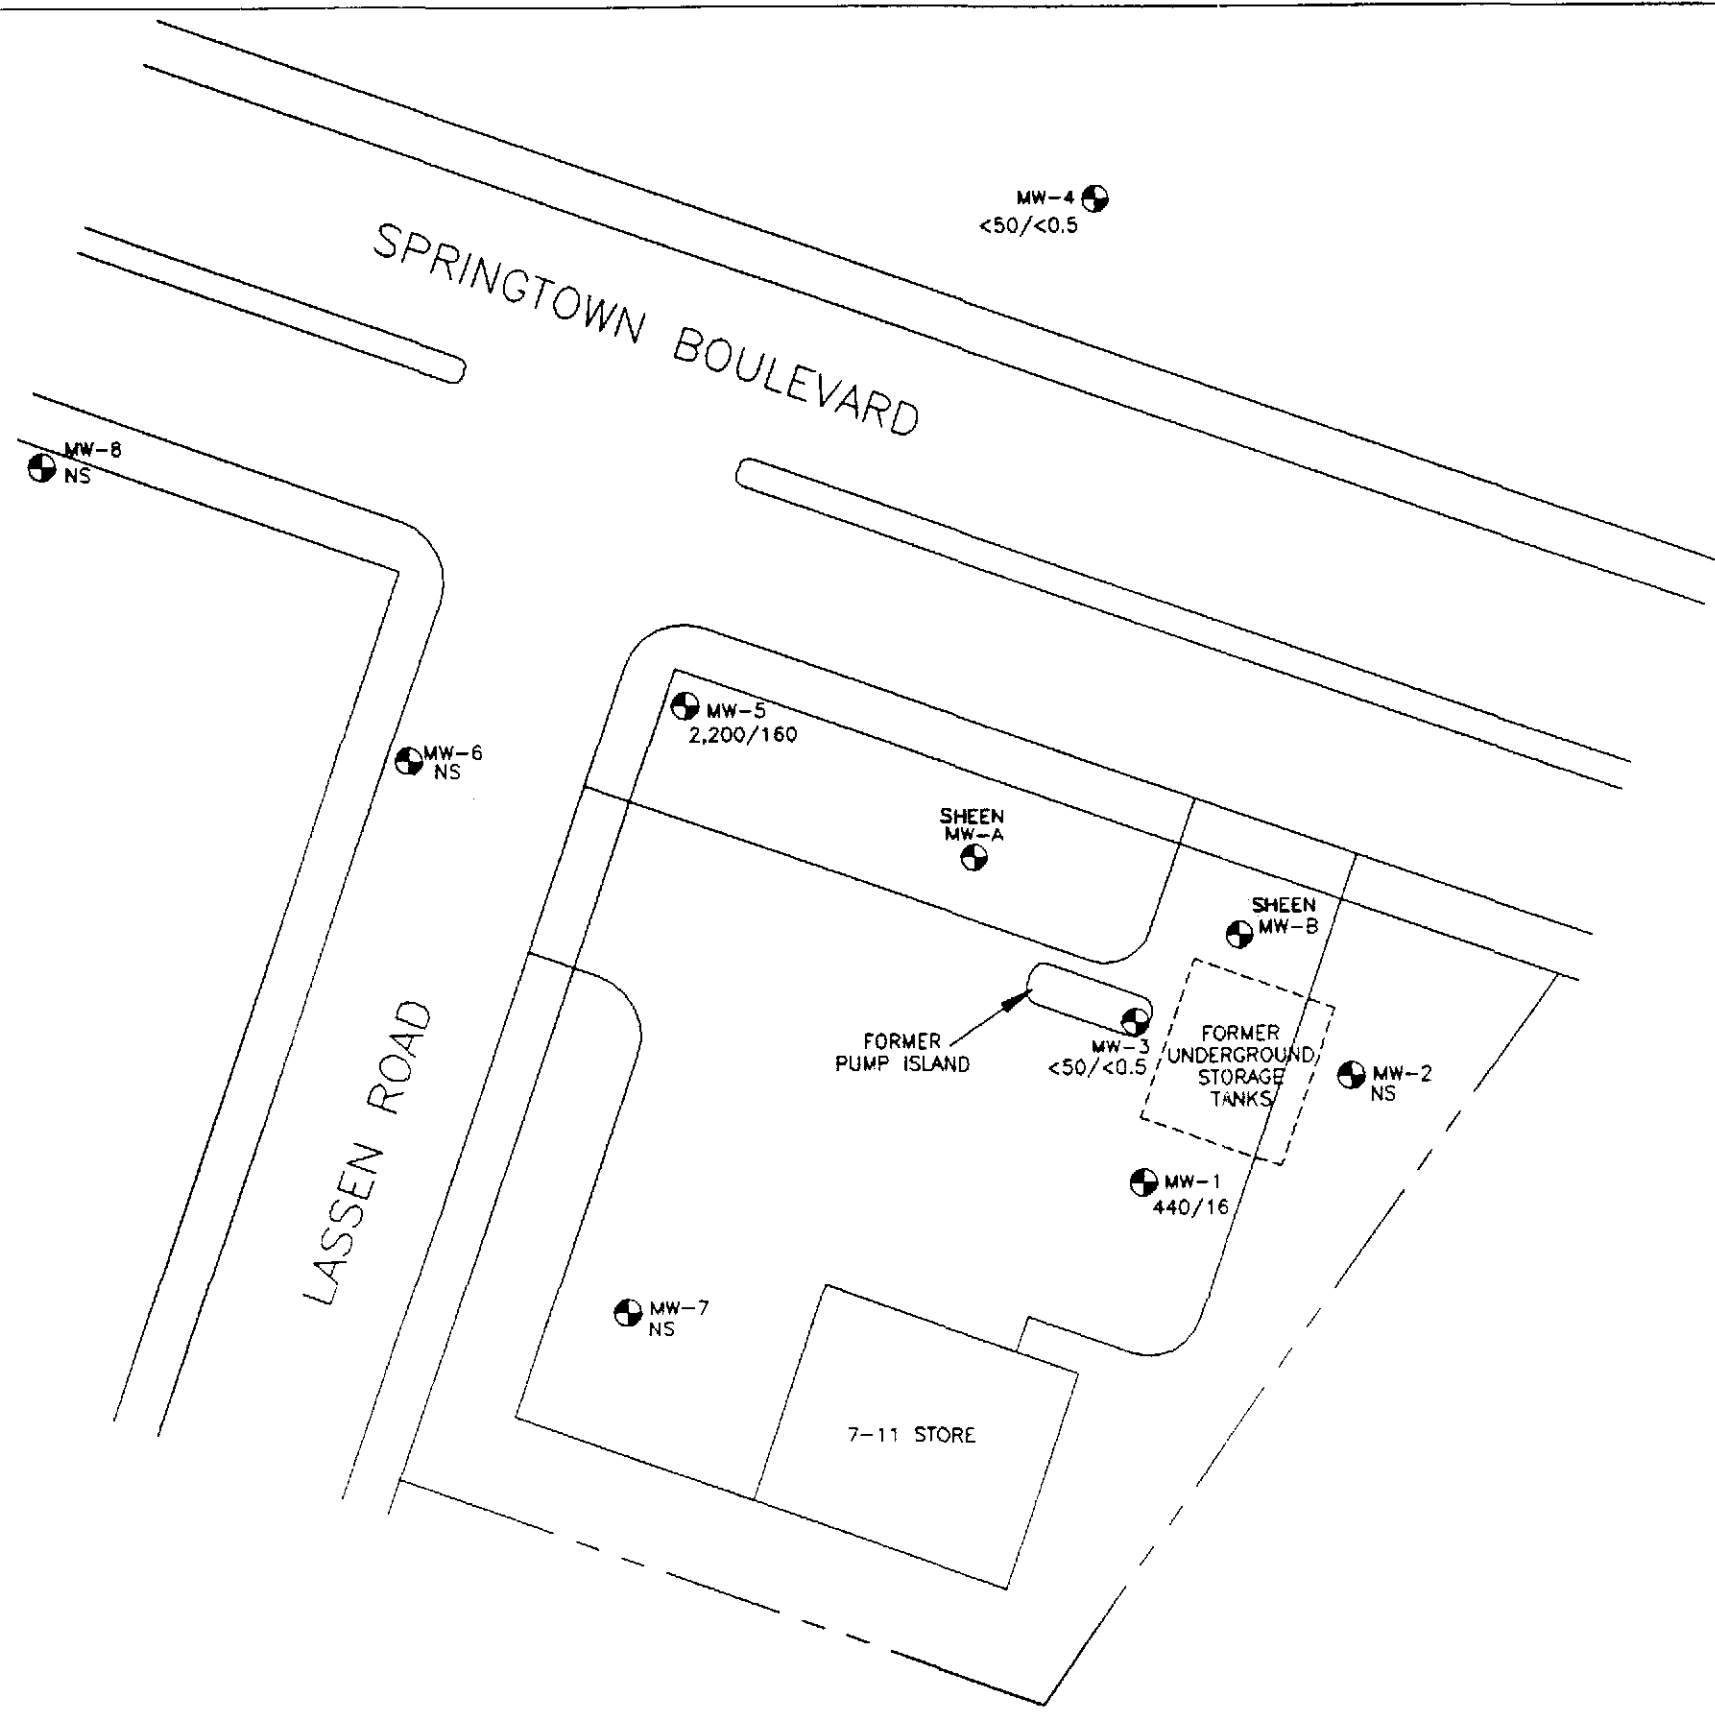 MW-4
<50/<0.5
SPRINGTOWN BOULEVARD
MW-8
NS
MW-5
2,200/160
MW-6
NS
SHEEN
MW-A
SHEEN
MW-B
FORMER
PUMP ISLAND
MW-3
<50/<0.5
FORMER
UNDERGROUND
STORAGE
TANKS
MW-2
NS
LASSEN ROAD
MW-1
440/16
MW-7
NS
7-11 STORE